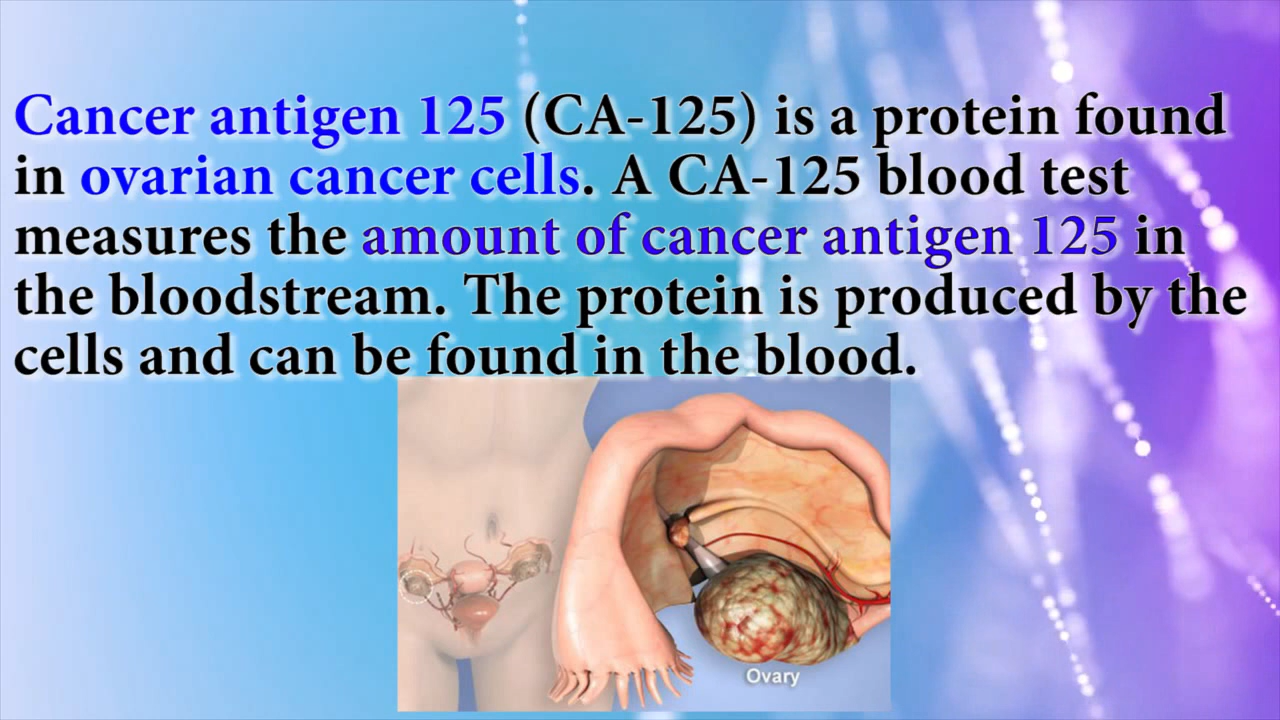 Cancer antigen 125 (CA-125) is a protein found
in ovarian cancer cells. A CA-125 blood test
measures the amount of cancer antigen 125 in
the bloodstream. The protein is produced by the
cells and can be found in the blood.
Ovary